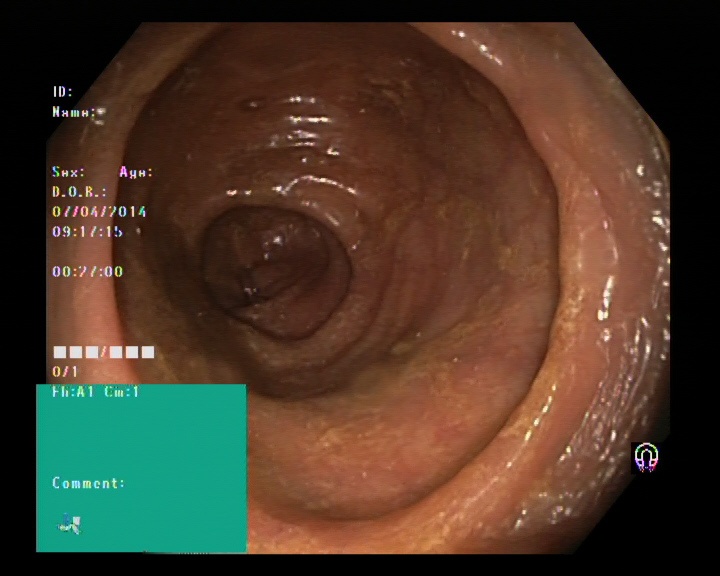 ID:
Name:
Sex: Age:
D.O.B.:
07/04/2014
09:17:15
00:27:00
■■■/■■■
0/1
Eh:A1 Cm:1
Comment: